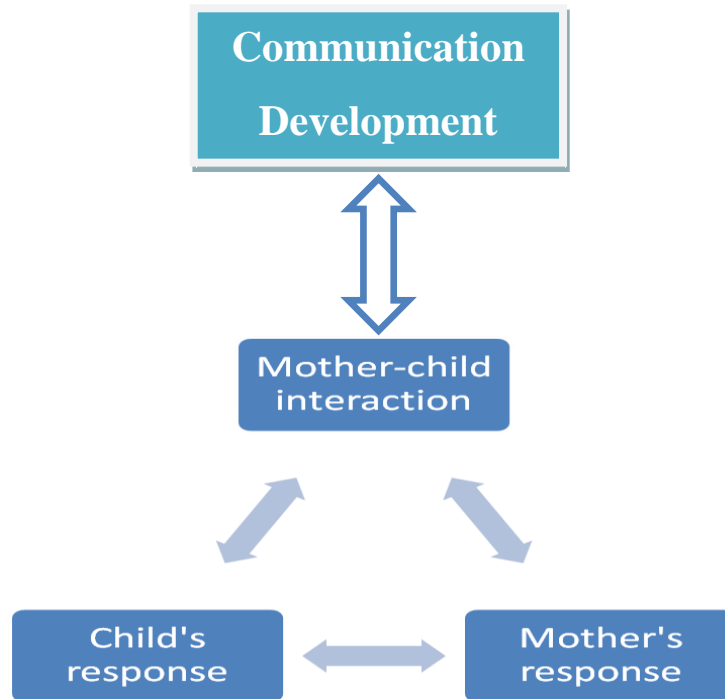 Communication
Development
Mother-child
interaction
Child's
response
Mother's
response